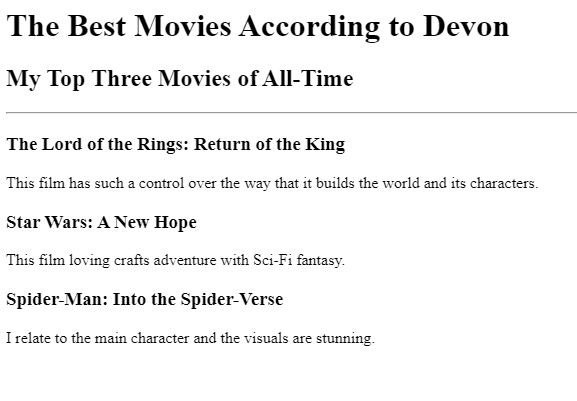 The Best Movies According to Devon
My Top Three Movies of All-Time
The Lord of the Rings: Return of the King
This film has such a control over the way that it builds the world and its characters.
Star Wars: A New Hope
This film loving crafts adventure with Sci-Fi fantasy.
Spider-Man: Into the Spider-Verse
I relate to the main character and the visuals are stunning.